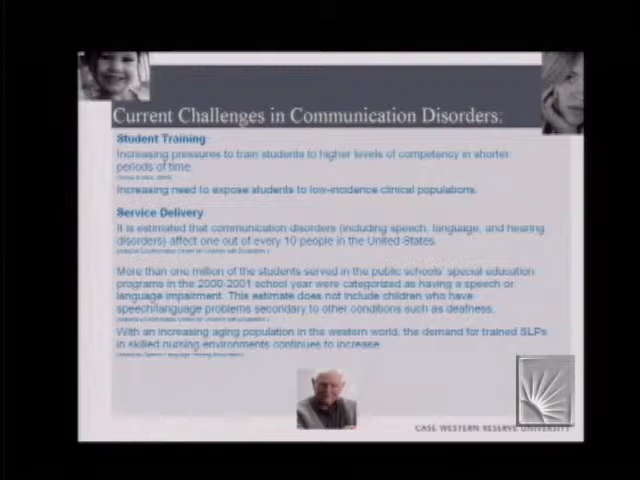 Current Challenges in Communication Disorders:
Student Training
Increasing pressures to train students to higher levels of competency in shorter
periods of time.
Increasing need to expose students to low-incidence clinical populations.
Service Delivery
It is estimated that communication disorders (including speech, language, and hearing
disorders) affect one out of every 10 people in the United States.
More than one million of the students served in the public schools' special education
programs in the 2000-2001 school year were categorized as having a speech or
language impairment. This estimate does not include children who have
speech/language problems secondary to other conditions such as deafness.
With an increasing aging population in the western world, the demand for trained SLPs
in skilled nursing environments continues to increase.
CASE WESTERN RESERVE UNIVERSITY